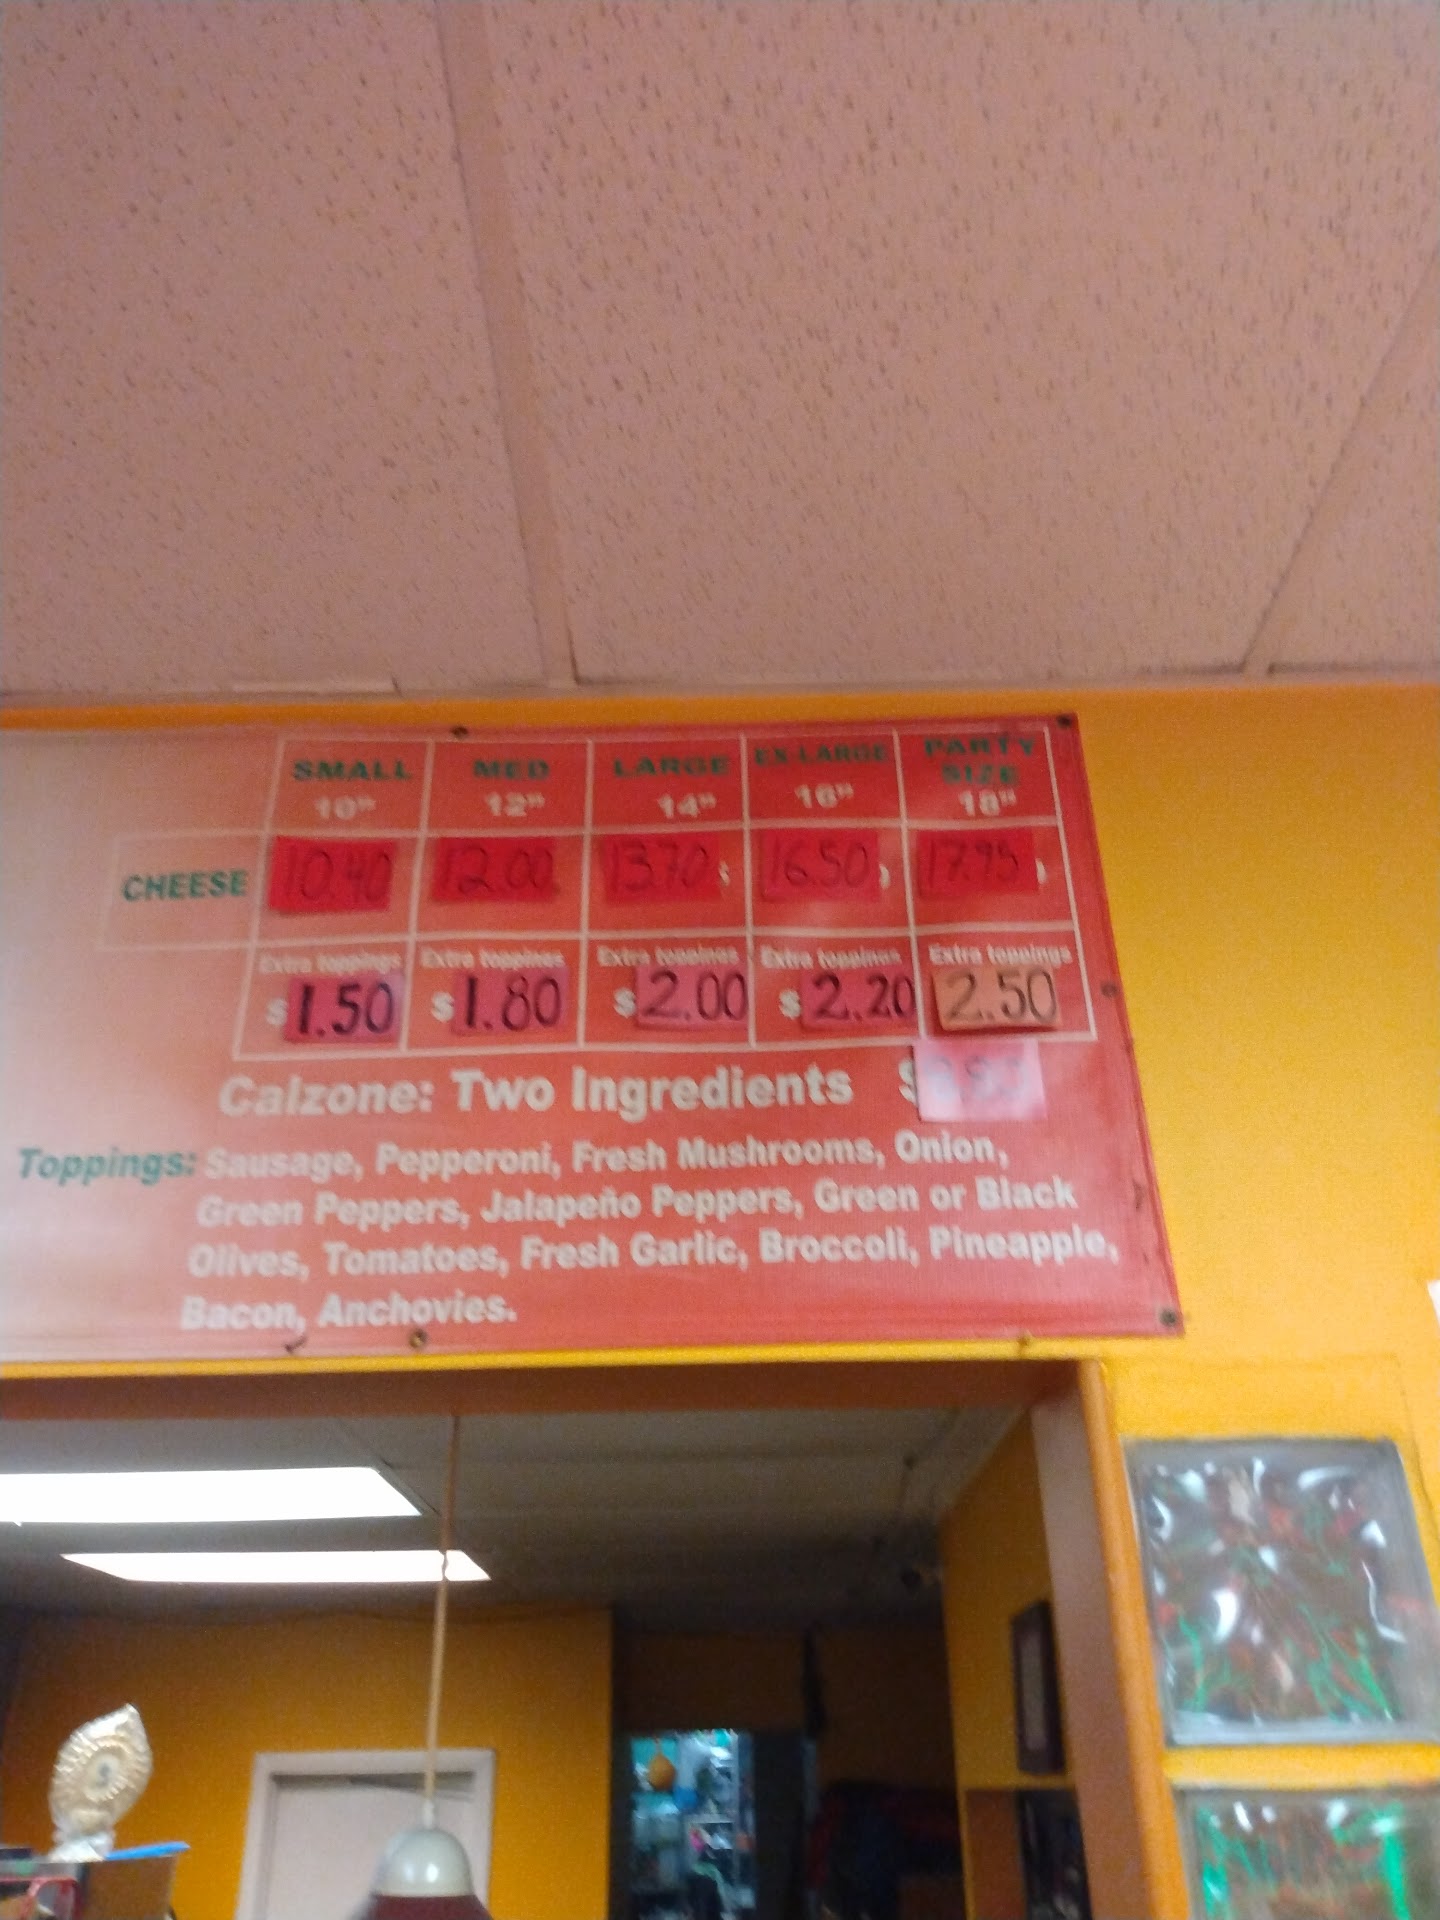 SMALL MED LARGE EX-LARGE PARTY SIZE
10" 12" 14" 16" 18"
CHEESE 10.40 12.00 13.70 16.50 17.95
Extra toppings Extra toppings Extra toppings Extra toppings Extra toppings
$1.50 $1.80 $2.00 $2.20 2.50
Calzone: Two Ingredients $
Toppings: Sausage, Pepperoni, Fresh Mushrooms, Onion,
Green Peppers, Jalapeño Peppers, Green or Black
Olives, Tomatoes, Fresh Garlic, Broccoli, Pineapple,
Bacon, Anchovies.